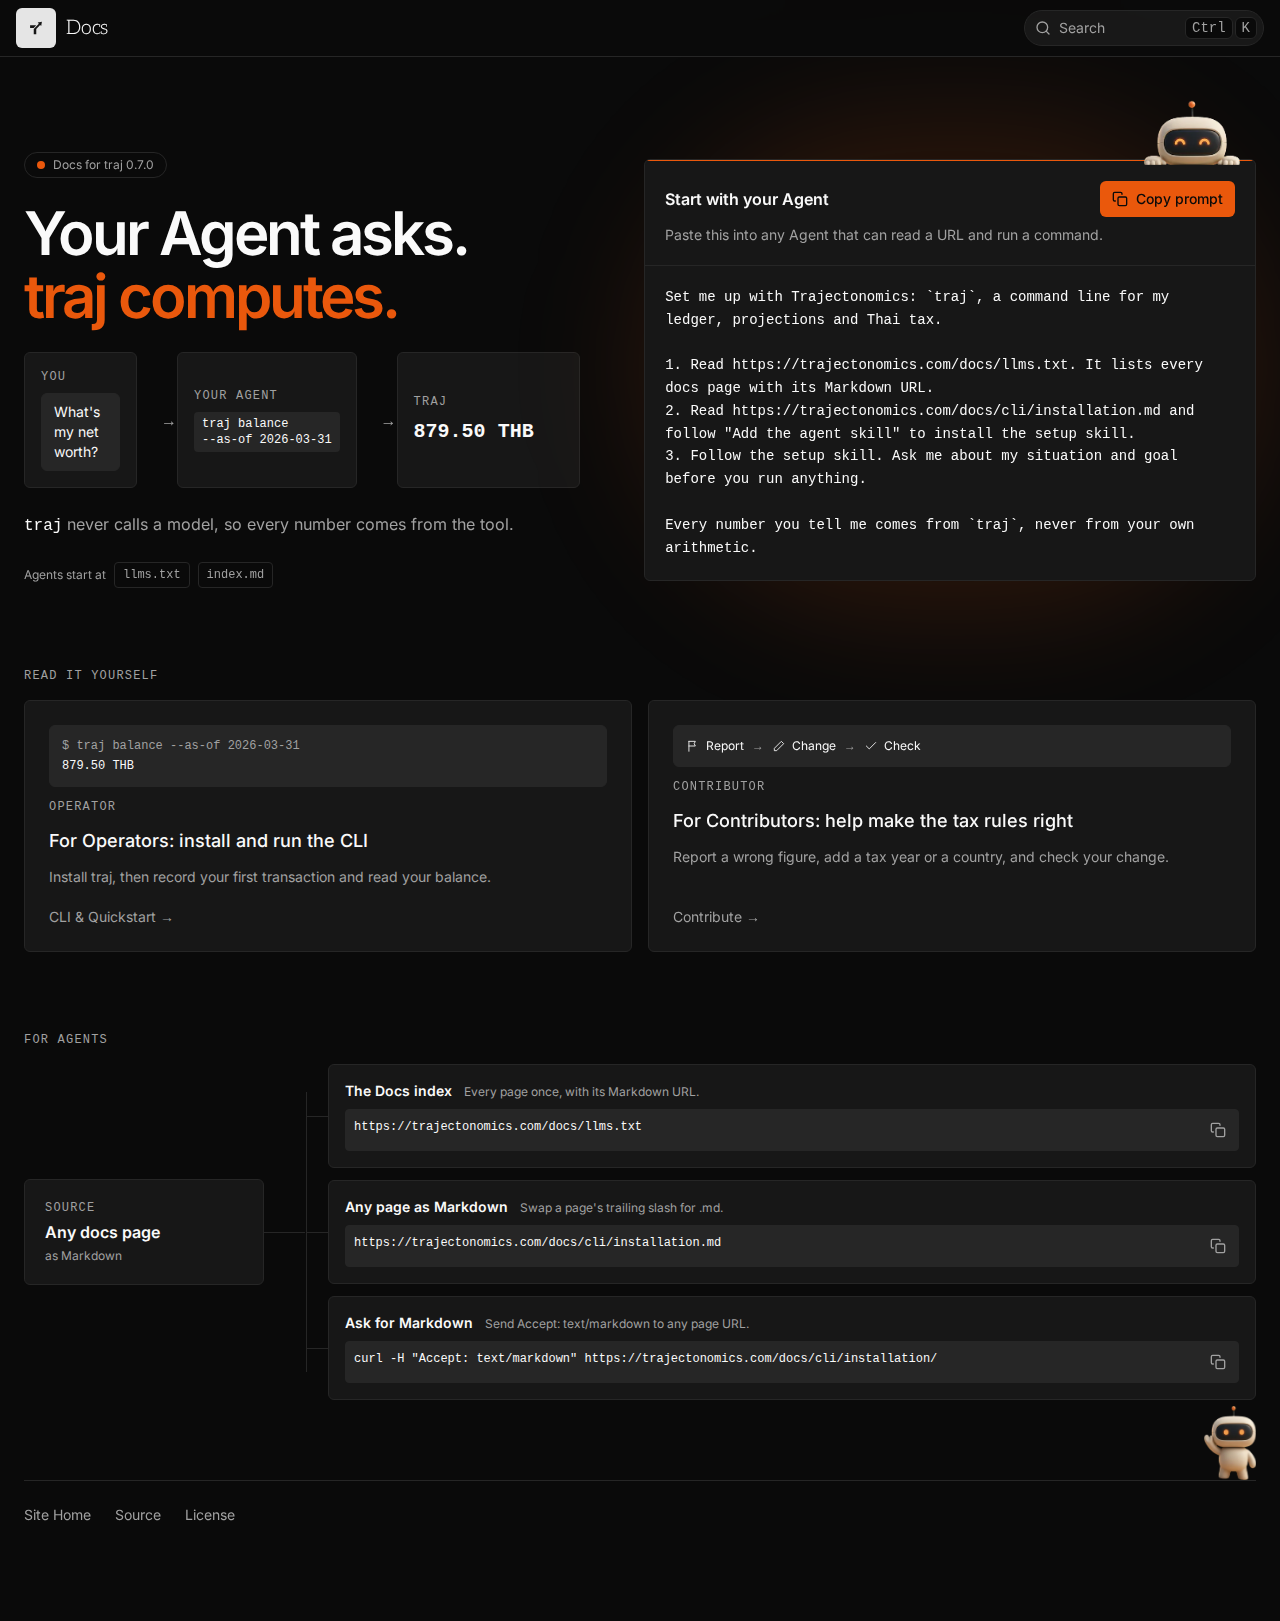 Docs
Search Ctrl K
Docs for traj 0.7.0
Your Agent asks.
traj computes.
YOU
What's
my net
worth?
→
YOUR AGENT
traj balance
--as-of 2026-03-31
→
TRAJ
879.50 THB
traj never calls a model, so every number comes from the tool.
Agents start at llms.txt index.md
Start with your Agent
Copy prompt
Paste this into any Agent that can read a URL and run a command.
Set me up with Trajectonomics: `traj`, a command line for my
ledger, projections and Thai tax.
1. Read https://trajectonomics.com/docs/llms.txt. It lists every
docs page with its Markdown URL.
2. Read https://trajectonomics.com/docs/cli/installation.md and
follow "Add the agent skill" to install the setup skill.
3. Follow the setup skill. Ask me about my situation and goal
before you run anything.
Every number you tell me comes from `traj`, never from your own
arithmetic.
READ IT YOURSELF
$ traj balance --as-of 2026-03-31
879.50 THB
OPERATOR
For Operators: install and run the CLI
Install traj, then record your first transaction and read your balance.
CLI & Quickstart →
Report → Change → Check
CONTRIBUTOR
For Contributors: help make the tax rules right
Report a wrong figure, add a tax year or a country, and check your change.
Contribute →
FOR AGENTS
SOURCE
Any docs page
as Markdown
The Docs index Every page once, with its Markdown URL.
https://trajectonomics.com/docs/llms.txt
Any page as Markdown Swap a page's trailing slash for .md.
https://trajectonomics.com/docs/cli/installation.md
Ask for Markdown Send Accept: text/markdown to any page URL.
curl -H "Accept: text/markdown" https://trajectonomics.com/docs/cli/installation/
Site Home Source License